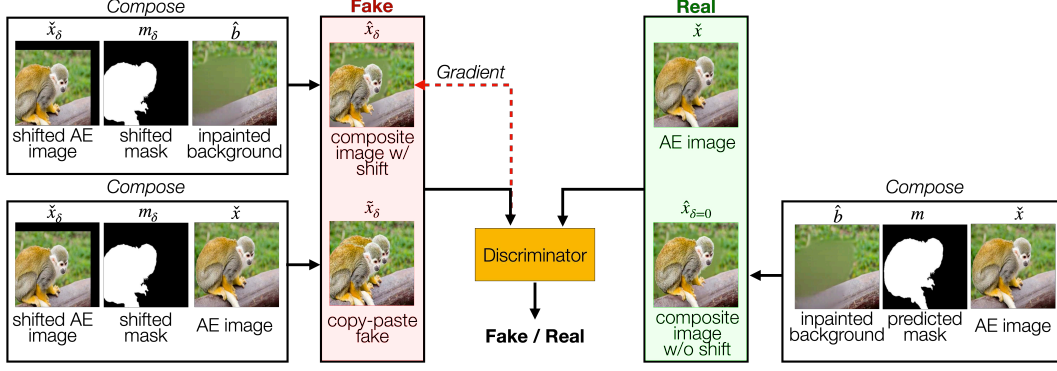 Compose
x̌_δ m_δ b̂
shifted AE image
shifted mask
inpainted background
Compose
x̌_δ m_δ x̌
shifted AE image
shifted mask
AE image
Fake
x̂_δ
composite image w/ shift
x̃_δ
copy-paste fake
Gradient
Discriminator
Fake / Real
Real
x̌
AE image
x̂_δ=0
composite image w/o shift
Compose
b̂ m x̌
inpainted background
predicted mask
AE image